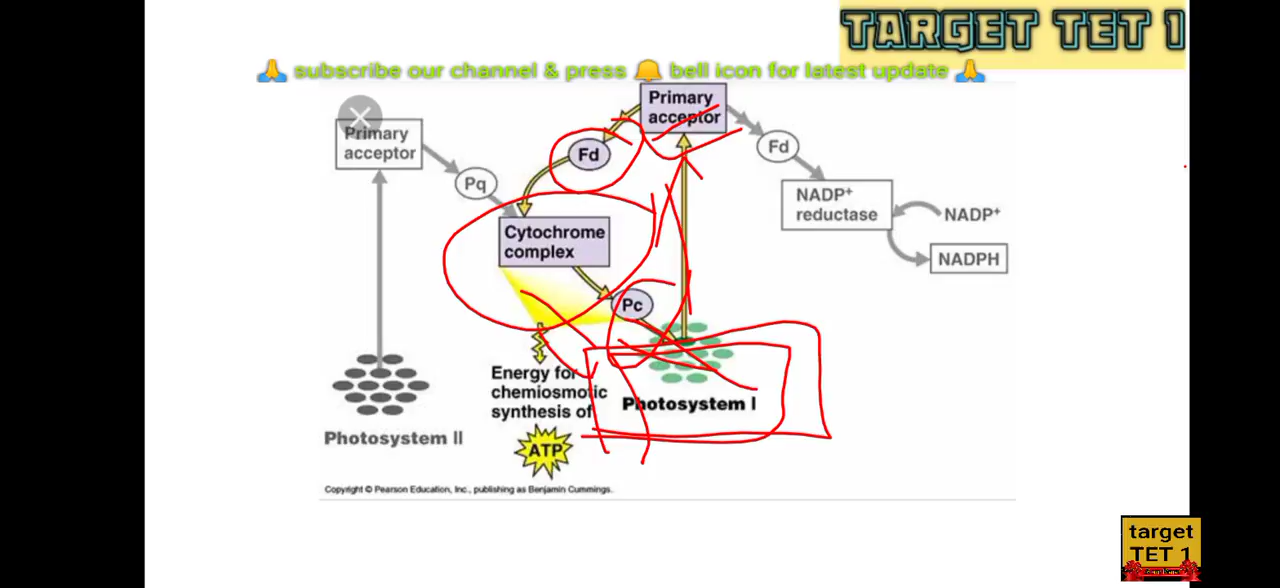 TARGET TET 1
🙏 subscribe our channel & press 🔔 bell icon for latest update 🙏
Primary
acceptor
Primary
acceptor
Fd
Fd
Pq
NADP⁺
reductase
NADP⁺
Cytochrome
complex
NADPH
Pc
Energy for
chemiosmotic
synthesis of
ATP
Photosystem I
Photosystem II
Copyright © Pearson Education, Inc., publishing as Benjamin Cummings.
target
TET 1